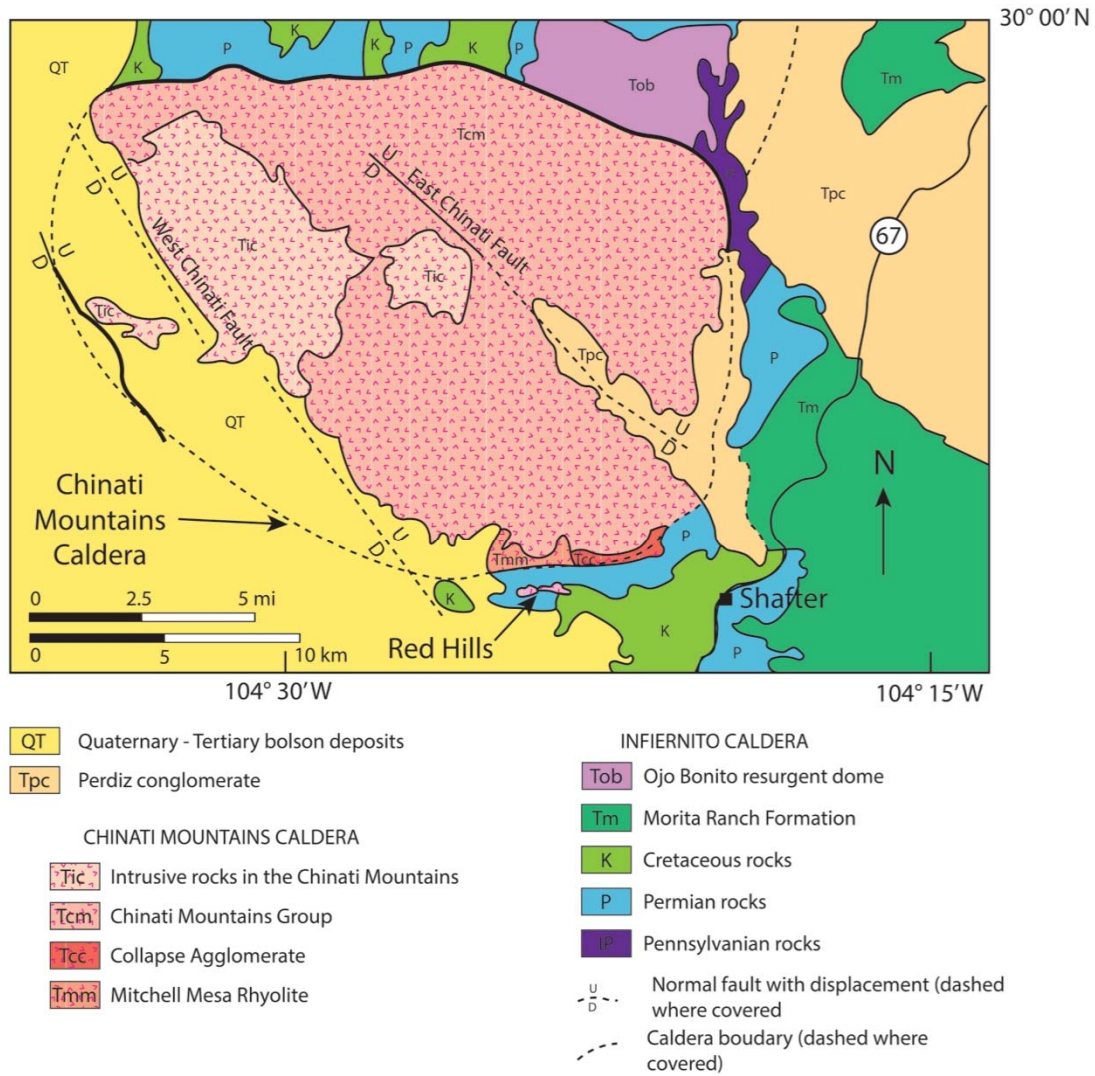 30° 00' N
K
K
K
P
P
P
K
QT
K
Tob
Tm
Tcm
U
D
East Chinati Fault
U
D
West Chinati Fault
P
Tpc
67
Tic
Tic
U
D
Tic
Tpc
P
Tm
QT
U
D
N
Chinati
Mountains
Caldera
U
D
Tmm
Tcc
P
K
Shafter
0 2.5 5 mi
0 5 10 km
Red Hills
K
P
104° 30' W
104° 15' W
QT Quaternary - Tertiary bolson deposits
Tpc Perdiz conglomerate
CHINATI MOUNTAINS CALDERA
Tic Intrusive rocks in the Chinati Mountains
Tcm Chinati Mountains Group
Tcc Collapse Agglomerate
Tmm Mitchell Mesa Rhyolite
INFIERNITO CALDERA
Tob Ojo Bonito resurgent dome
Tm Morita Ranch Formation
K Cretaceous rocks
P Permian rocks
IP Pennsylvanian rocks
U
D
Normal fault with displacement (dashed
where covered
Caldera boudary (dashed where
covered)